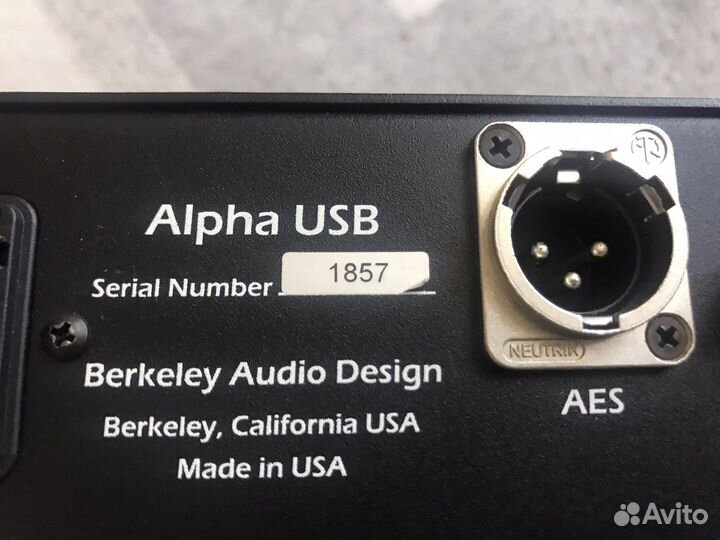 Alpha USB
Serial Number 1857
Berkeley Audio Design
Berkeley, California USA
Made in USA
NEUTRIK
AES
Avito